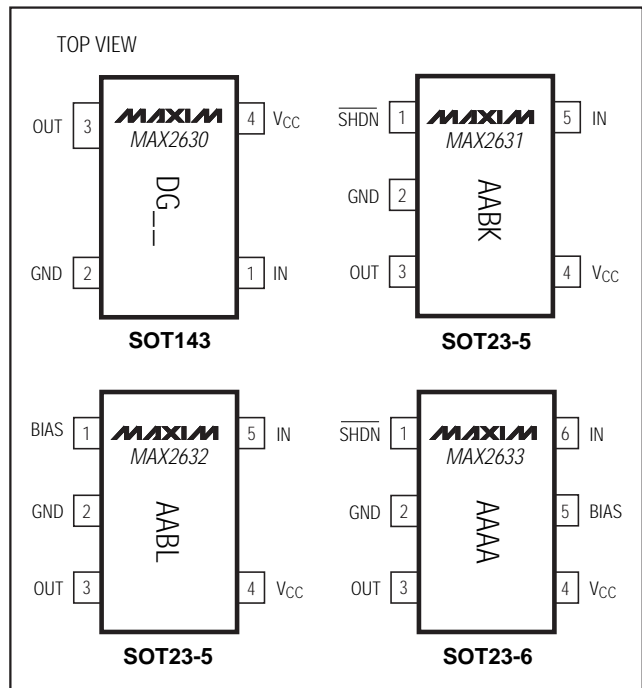 TOP VIEW
OUT 3 MAXIM 4 VCC
MAX2630
DG_ _
GND 2 1 IN
SOT143
SHDN 1 MAXIM 5 IN
MAX2631
GND 2
AABK
OUT 3 4 VCC
SOT23-5
BIAS 1 MAXIM 5 IN
MAX2632
GND 2
AABL
OUT 3 4 VCC
SOT23-5
SHDN 1 MAXIM 6 IN
MAX2633
GND 2 5 BIAS
AAAA
OUT 3 4 VCC
SOT23-6